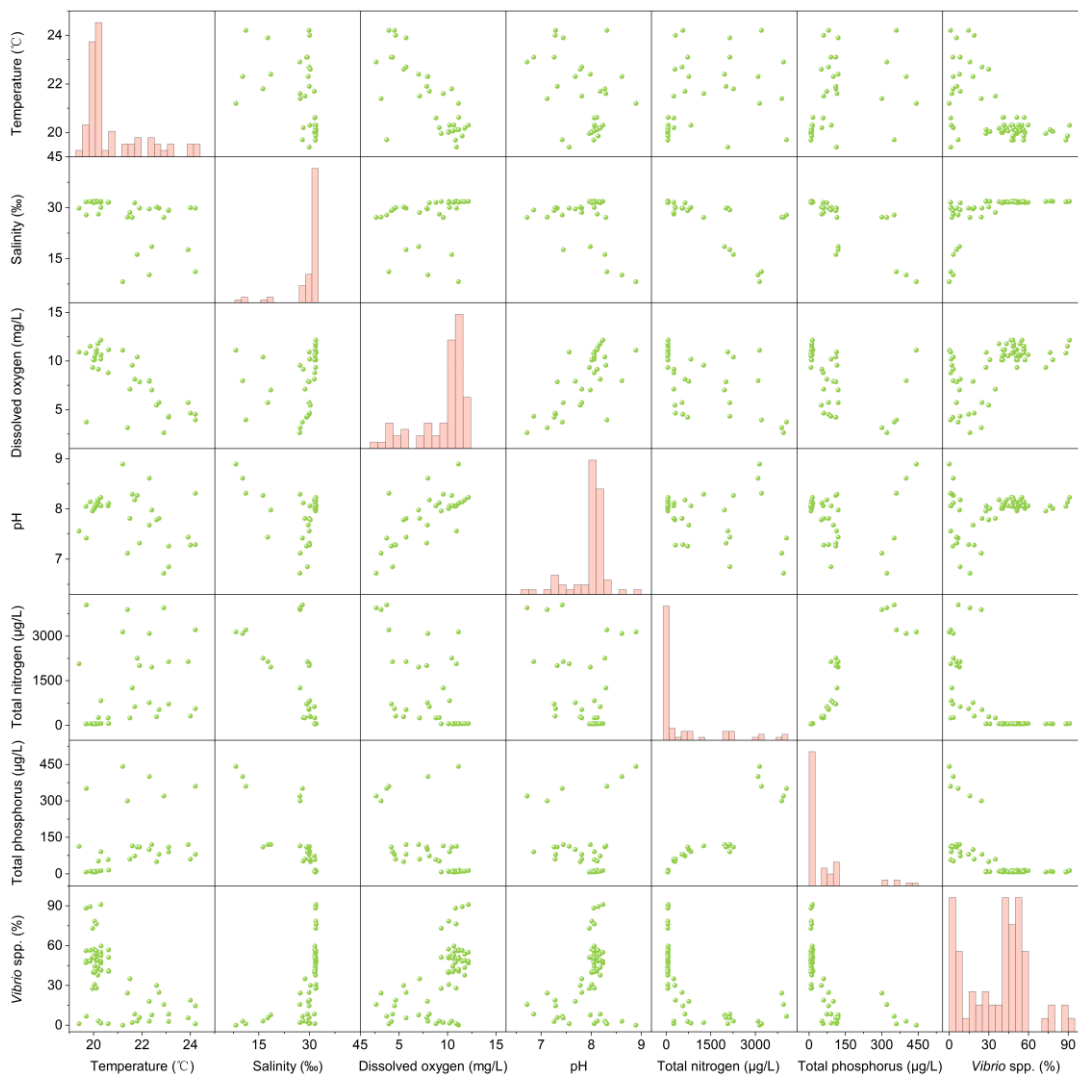 Temperature (℃)
24
22
20
45
Salinity (‰)
30
15
Dissolved oxygen (mg/L)
15
10
5
pH
9
8
7
Total nitrogen (µg/L)
3000
1500
0
Total phosphorus (µg/L)
450
300
150
0
Vibrio spp. (%)
90
60
30
0
20 22 24
15 30 45
5 10 15
7 8 9
0 1500 3000
0 150 300 450
0 30 60 90
Temperature (℃) Salinity (‰) Dissolved oxygen (mg/L) pH Total nitrogen (µg/L) Total phosphorus (µg/L) Vibrio spp. (%)